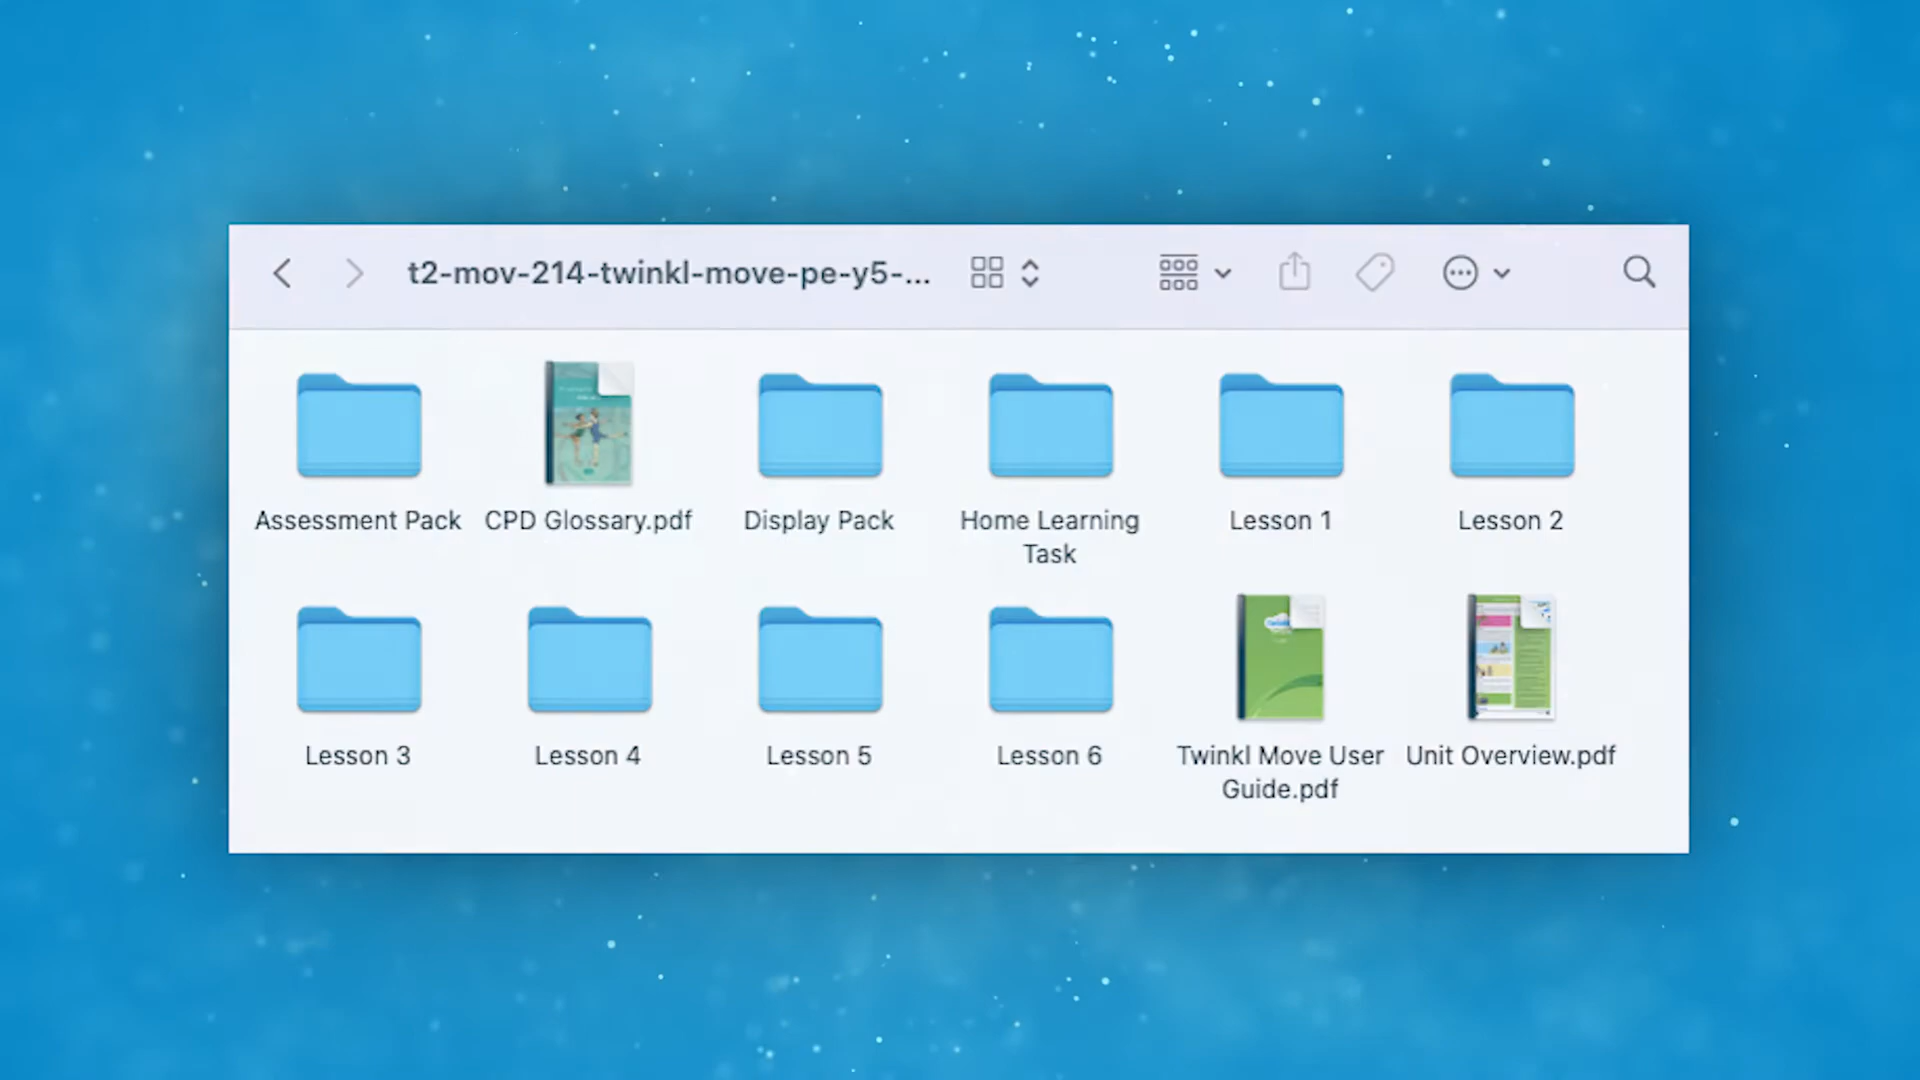 t2-mov-214-twinkl-move-pe-y5-...
Assessment Pack
CPD Glossary.pdf
Display Pack
Home Learning
Task
Lesson 1
Lesson 2
Lesson 3
Lesson 4
Lesson 5
Lesson 6
Twinkl Move User
Guide.pdf
Unit Overview.pdf